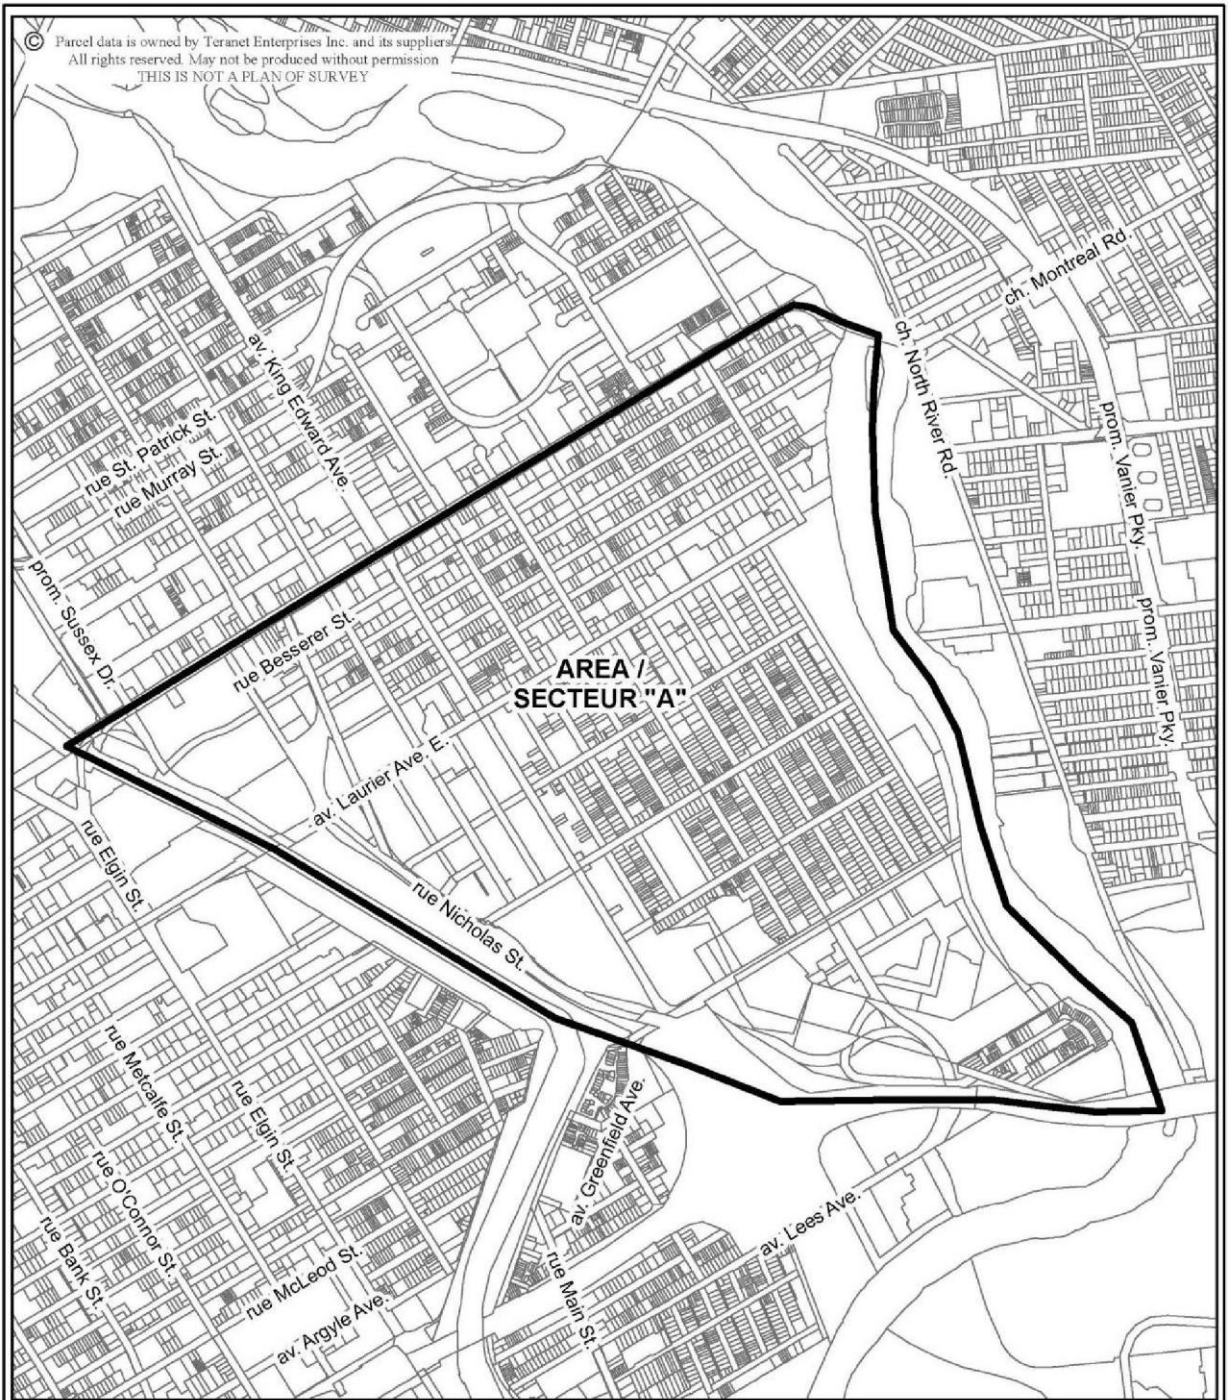 © Parcel data is owned by Teranet Enterprises Inc. and its suppliers
All rights reserved. May not be produced without permission
THIS IS NOT A PLAN OF SURVEY
ch. Montreal Rd.
ch. North River Rd.
av. King Edward Ave.
rue St. Patrick St.
rue Murray St.
prom. Vanier Pky.
prom. Sussex Dr.
rue Besserer St.
prom. Vanier Pky.
AREA /
SECTEUR "A"
av. Laurier Ave. E.
rue Elgin St.
rue Nicholas St.
rue Metcalfe St.
rue Elgin St.
av. Greenfield Ave.
rue O'Connor St.
rue Bank St.
av. Lees Ave.
rue McLeod St.
rue Main St.
av. Argyle Ave.